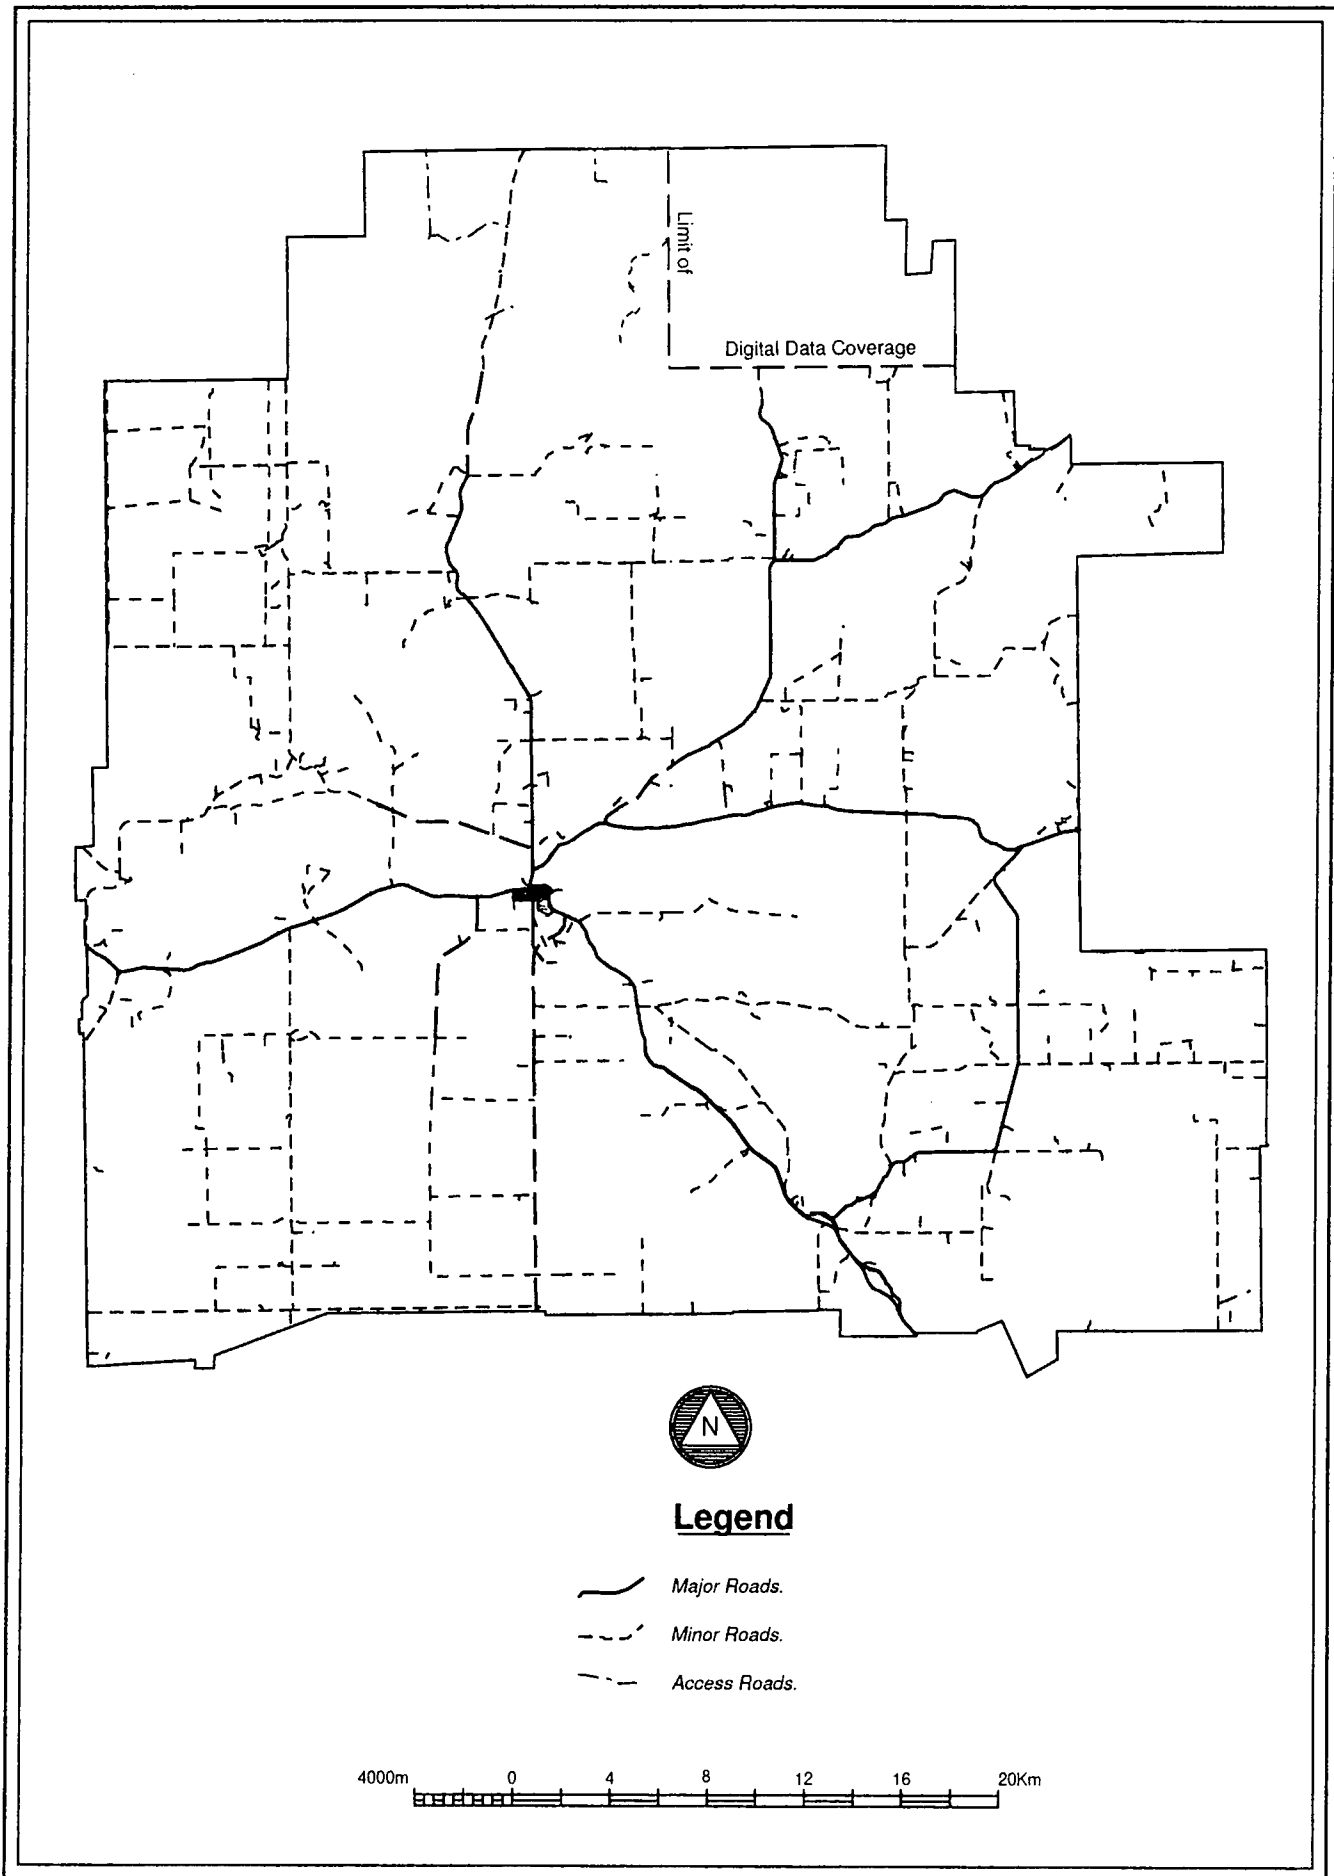 Limit of
Digital Data Coverage
N
Legend
Major Roads.
Minor Roads.
Access Roads.
4000m 0 4 8 12 16 20Km